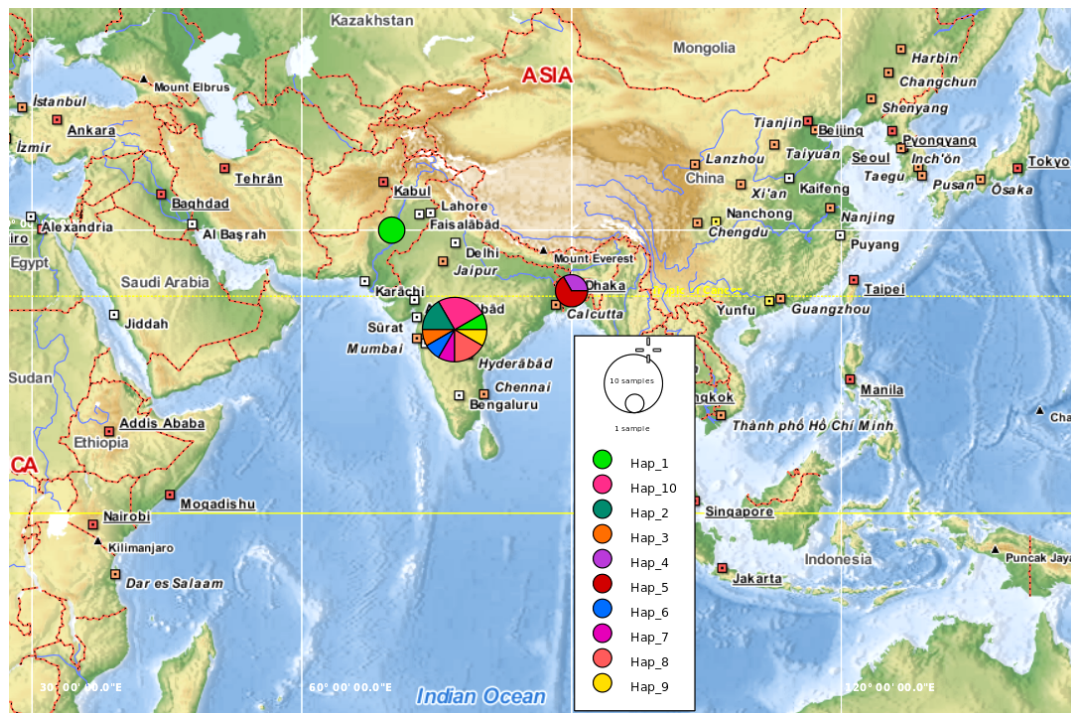 Kazakhstan
Mongolia
ASIA
Harbin
Changchun
Mount Elbrus
İstanbul
Shenyang
Ankara
Tianjin
Beijing
Pyongyang
İzmir
Lanzhou
Taiyuan
Seoul
Inch'ŏn
Tokyo
Tehrān
China
Taegu
Pusan
Ōsaka
Kabul
Xi'an
Kaifeng
Baghdad
Lahore
Nanchong
Nanjing
Faisalābād
Alexandria
Al Başrah
Chengdu
Delhi
Puyang
Egypt
Mount Everest
Jaipur
Saudi Arabia
Karāchi
Dhaka
Taipei
Calcutta
Yunfu
Guangzhou
Jiddah
Sūrat
Mumbai
Hyderābād
Sudan
10 samples
Manila
Chennai
Bengaluru
ngkok
Cha
Addis Ababa
1 sample
Thành phố Hồ Chí Minh
Ethiopia
CA
Hap_1
Hap_10
Mogadishu
Hap_2
Singapore
Nairobi
Hap_3
Kilimanjaro
Hap_4
Indonesia
Puncak Jaya
Dar es Salaam
Hap_5
Jakarta
Hap_6
Hap_7
Hap_8
Hap_9
30° 00' 00.0"E
60° 00' 00.0"E
120° 00' 00.0"E
Indian Ocean